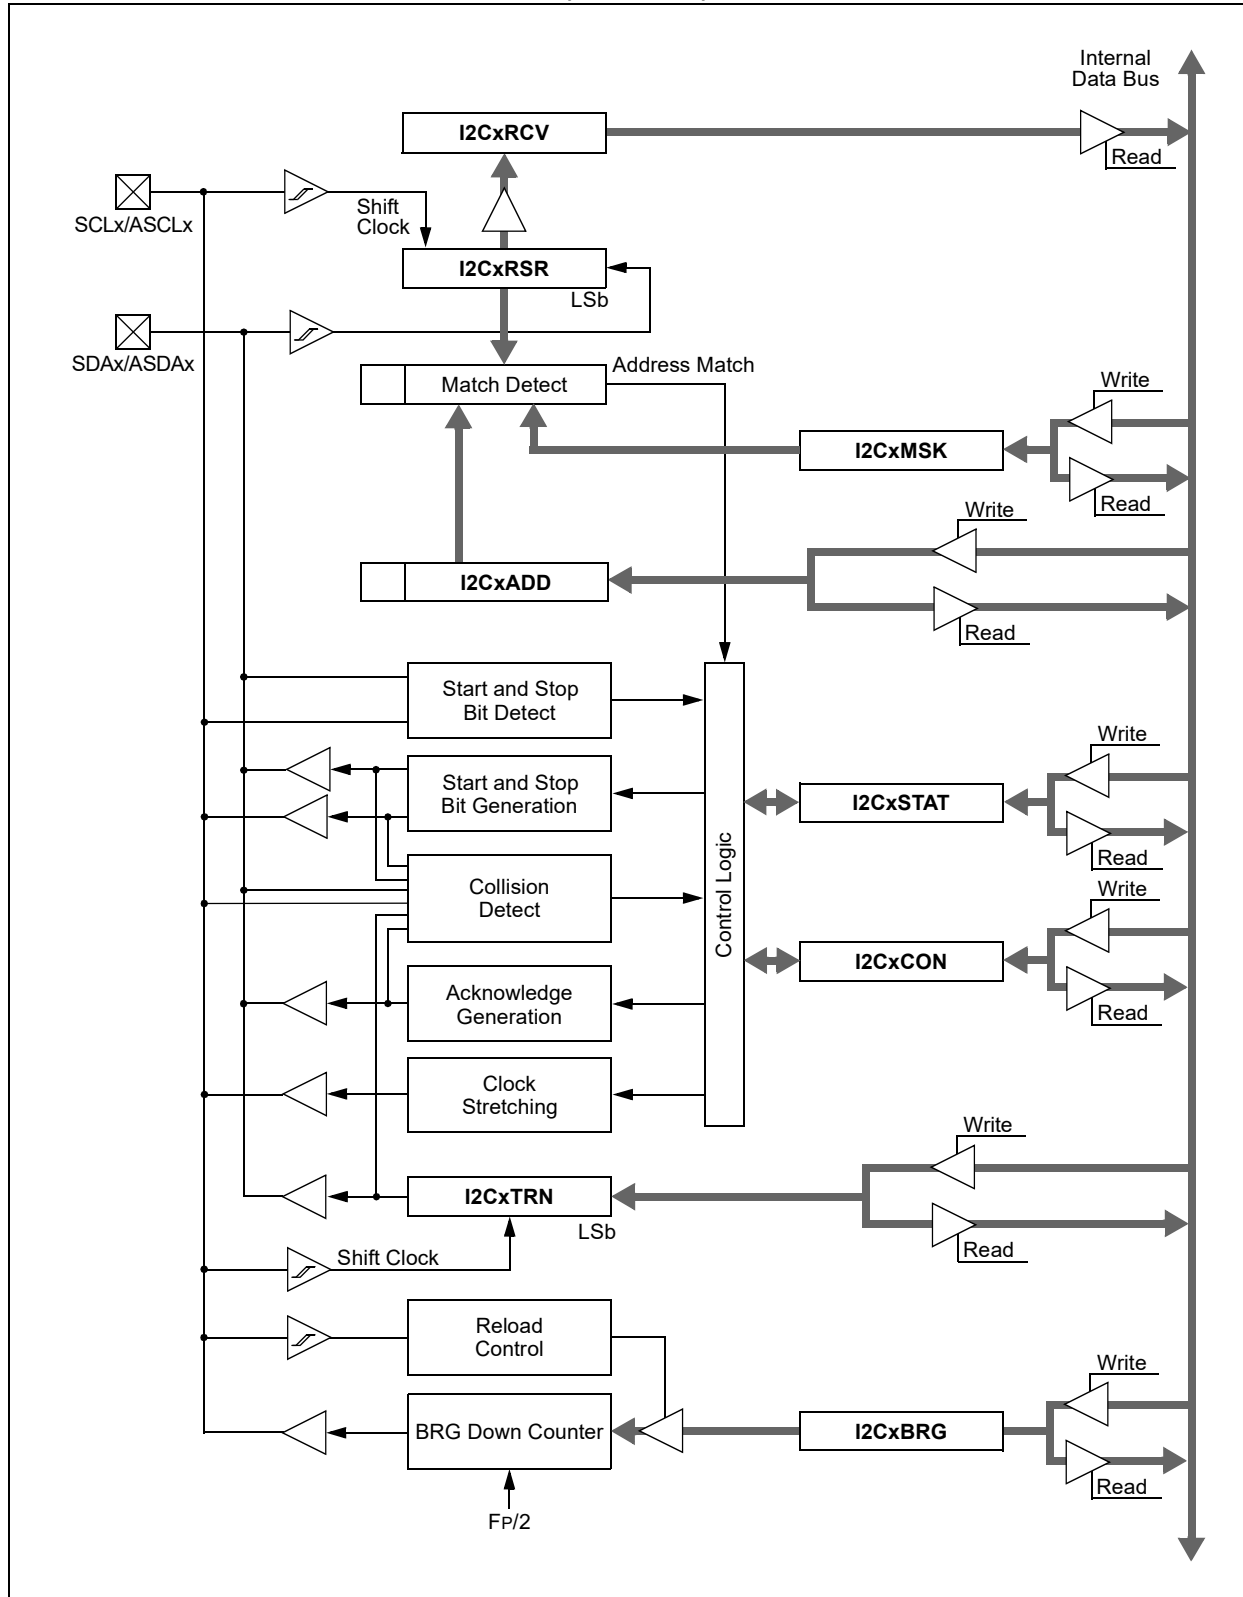 Internal
Data Bus
I2CxRCV
Read
SCLx/ASCLx
Shift
Clock
I2CxRSR
LSb
SDAx/ASDAx
Address Match
Match Detect
Write
I2CxMSK
Read
Write
I2CxADD
Read
Start and Stop
Bit Detect
Write
Start and Stop
Bit Generation
I2CxSTAT
Read
Control Logic
Collision
Detect
Write
I2CxCON
Acknowledge
Generation
Read
Clock
Stretching
Write
I2CxTRN
LSb
Read
Shift Clock
Reload
Control
Write
BRG Down Counter
I2CxBRG
Read
FP/2